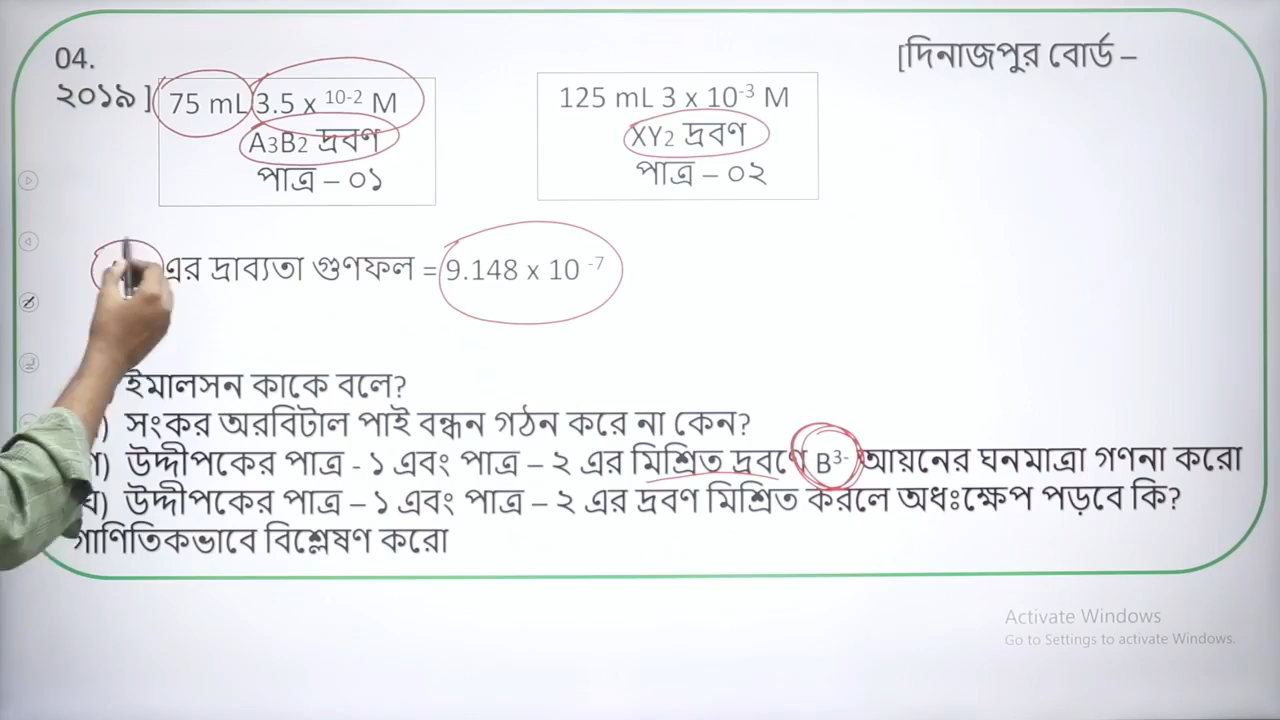 04. [দিনাজপুর বোর্ড –
২০১৯ ]
75 mL 3.5 x 10-2 M
A3B2 দ্রবণ
পাত্র – ০১
125 mL 3 x 10-3 M
XY2 দ্রবণ
পাত্র – ০২
এর দ্রাব্যতা গুণফল = 9.148 x 10 -7
ইমালসন কাকে বলে?
) সংকর অরবিটাল পাই বন্ধন গঠন করে না কেন?
গ) উদ্দীপকের পাত্র - ১ এবং পাত্র – ২ এর মিশ্রিত দ্রবণে B3- আয়নের ঘনমাত্রা গণনা করো
ঘ) উদ্দীপকের পাত্র – ১ এবং পাত্র – ২ এর দ্রবণ মিশ্রিত করলে অধঃক্ষেপ পড়বে কি?
গাণিতিকভাবে বিশ্লেষণ করো
Activate Windows
Go to Settings to activate Windows.